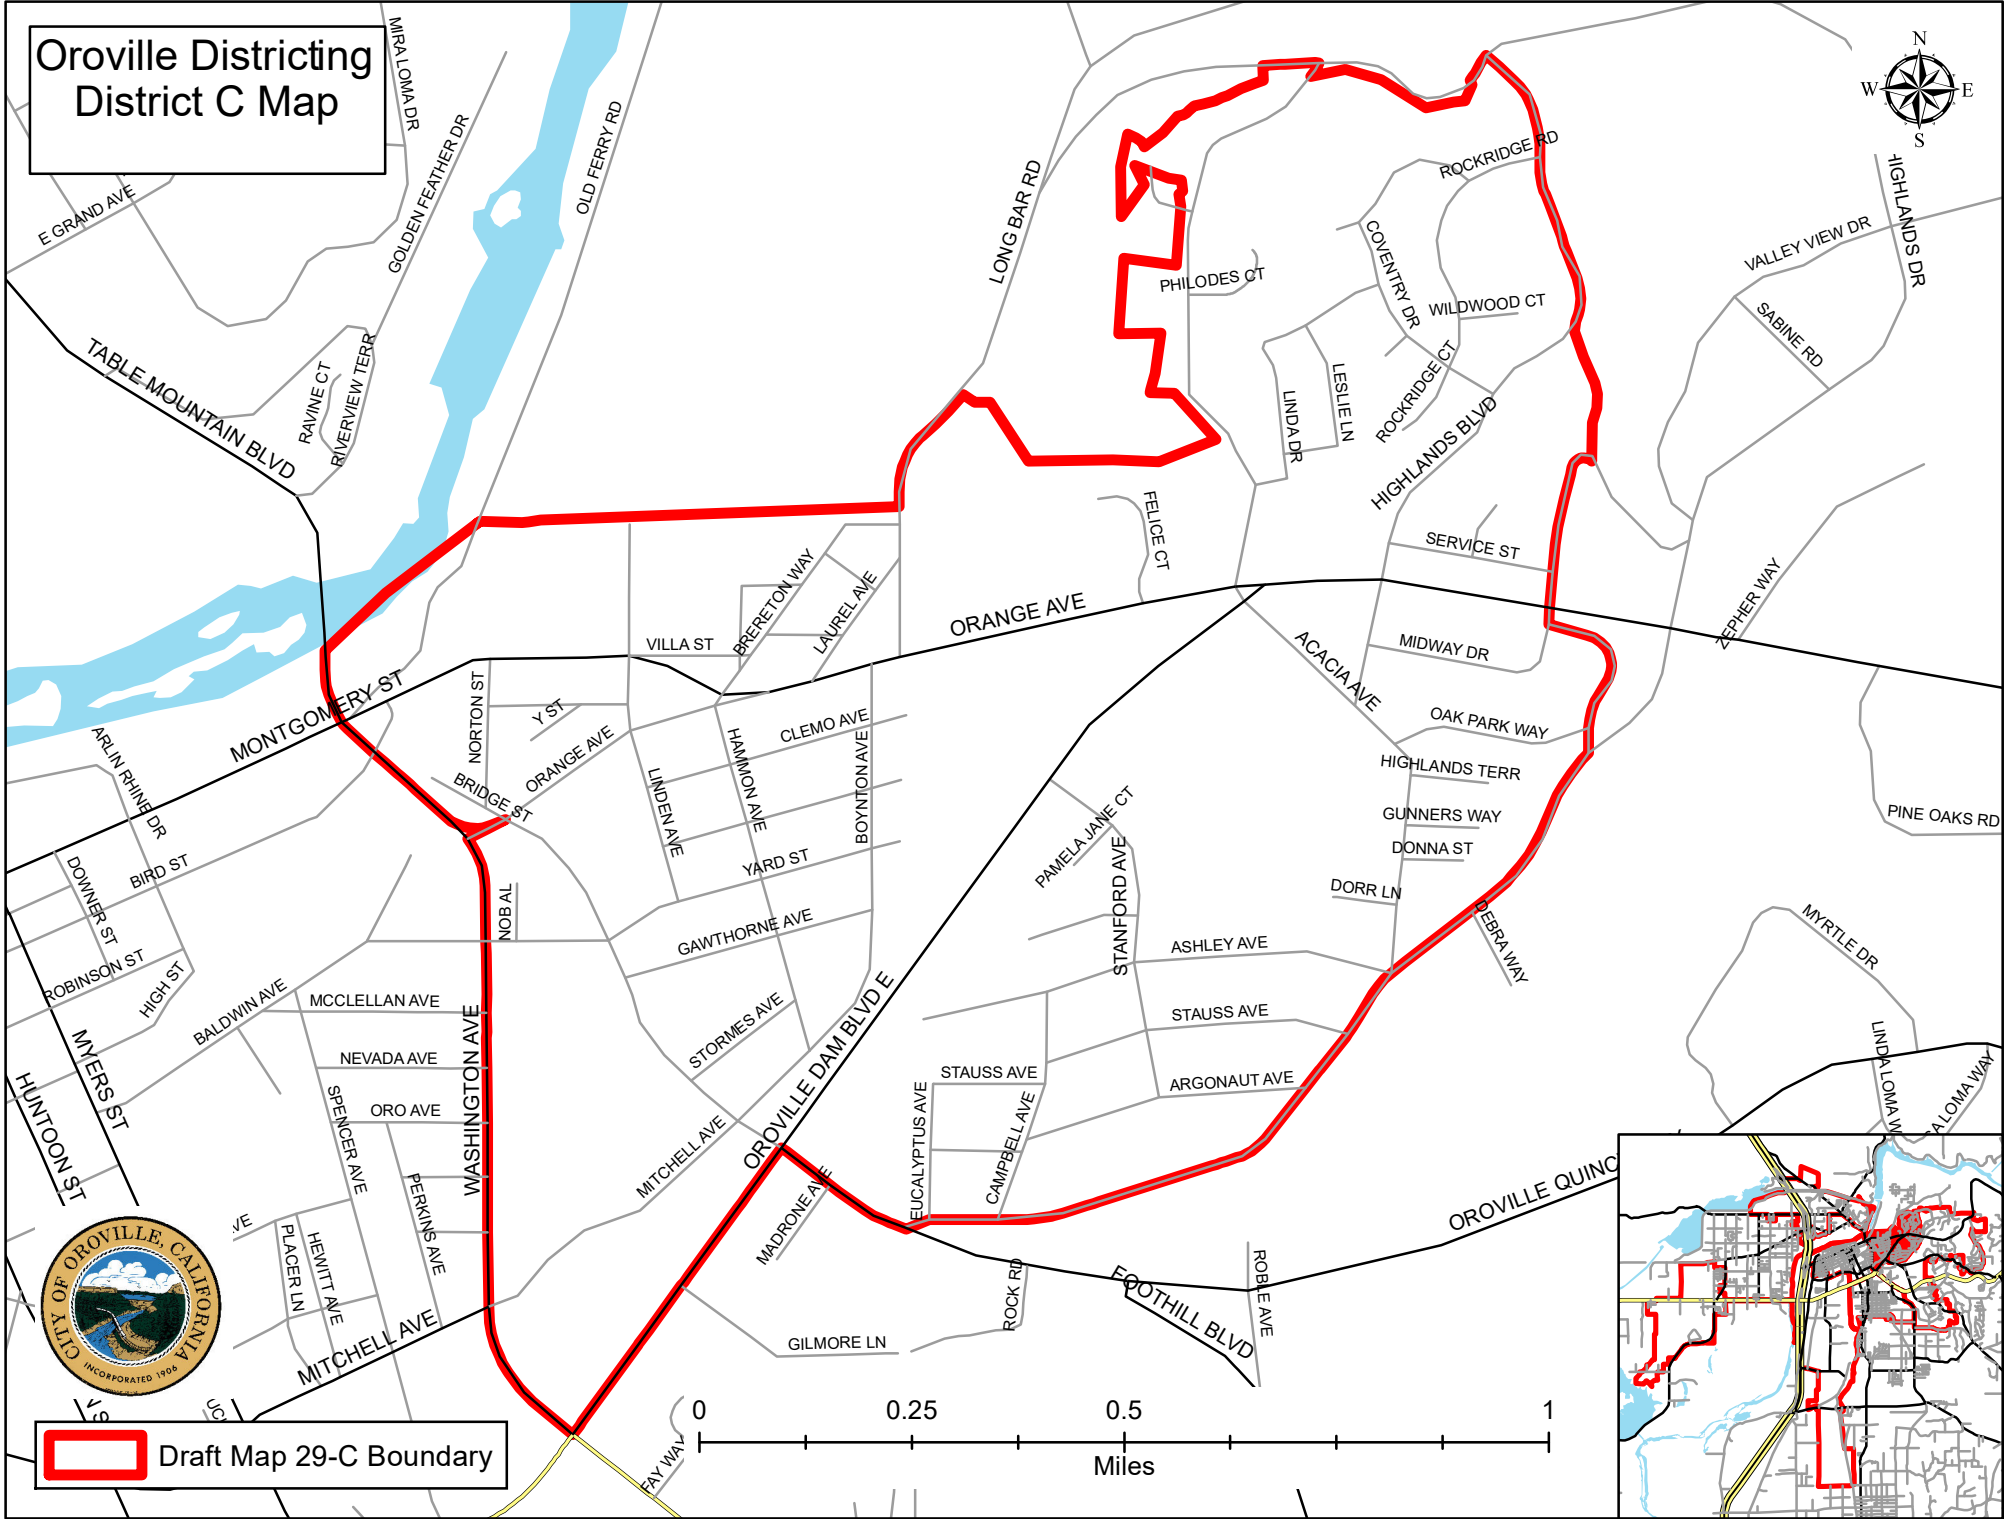 Oroville Districting
District C Map
MIRA LOMA DR
GOLDEN FEATHER DR
OLD FERRY RD
E GRAND AVE
N
W
E
S
ROCKRIDGE RD
HIGHLANDS DR
VALLEY VIEW DR
LONG BAR RD
COVENTRY DR
PHILODES CT
WILDWOOD CT
SABINE RD
TABLE MOUNTAIN BLVD
RAVINE CT
RIVERVIEW TERR
LINDA DR
LESLIE LN
ROCKRIDGE CT
HIGHLANDS BLVD
FELICE CT
SERVICE ST
ZEPHER WAY
BRERETON WAY
LAUREL AVE
ORANGE AVE
VILLA ST
ACACIA AVE
MIDWAY DR
MONTGOMERY ST
NORTON ST
Y ST
ORANGE AVE
CLEMO AVE
HAMMON AVE
BOYNTON AVE
OAK PARK WAY
HIGHLANDS TERR
ARLIN RHINE DR
BRIDGE ST
LINDEN AVE
GUNNERS WAY
PINE OAKS RD
DONNA ST
PAMELA JANE CT
STANFORD AVE
YARD ST
DORR LN
BIRD ST
DOWNER ST
NOB AL
GAWTHORNE AVE
DEBRA WAY
MYRTLE DR
ASHLEY AVE
ROBINSON ST
HIGH ST
BALDWIN AVE
MCCLELLAN AVE
WASHINGTON AVE
STORMES AVE
OROVILLE DAM BLVD E
STAUSS AVE
LINDA LOMA W
CA LOMA WAY
MYERS ST
HUNTOON ST
NEVADA AVE
STAUSS AVE
ARGONAUT AVE
SPENCER AVE
ORO AVE
EUCALYPTUS AVE
CAMPBELL AVE
MITCHELL AVE
PERKINS AVE
MADRONE AVE
OROVILLE QUINC
VE
PLACER LN
HEWITT AVE
ROCK RD
FOOTHILL BLVD
ROBLE AVE
CITY OF OROVILLE, CALIFORNIA
INCORPORATED 1906
MITCHELL AVE
GILMORE LN
N S
UC
FAY WAY
0
0.25
0.5
1
Miles
Draft Map 29-C Boundary